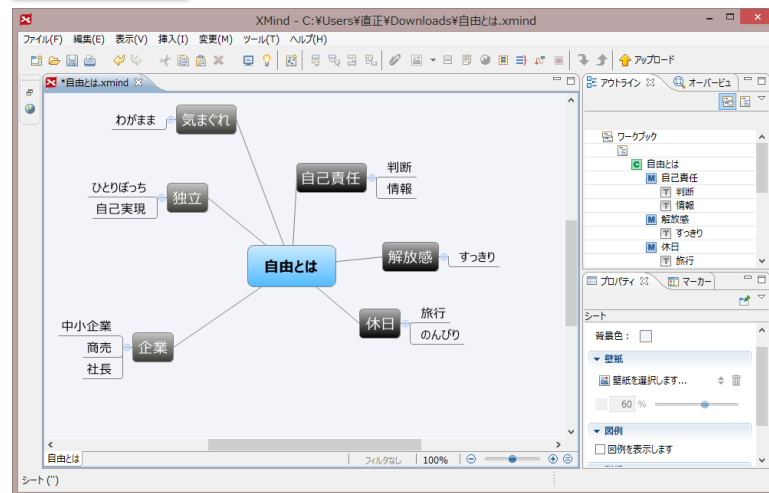 XMind - C:¥Users¥直正¥Downloads¥自由とは.xmind
ファイル(F) 編集(E) 表示(V) 挿入(I) 変更(M) ツール(T) ヘルプ(H)
アップロード
*自由とは.xmind
わがまま
気まぐれ
ひとりぼっち
自己実現
独立
自己責任
判断
情報
自由とは
解放感
すっきり
休日
旅行
のんびり
中小企業
商売
社長
企業
自由とは
フィルタなし
100%
シート (")
アウトライン
オーバービュ
ワークブック
自由とは
自己責任
判断
情報
解放感
すっきり
休日
旅行
プロパティ
マーカー
シート
背景色：
壁紙
壁紙を選択します...
60 %
図例
図例を表示します